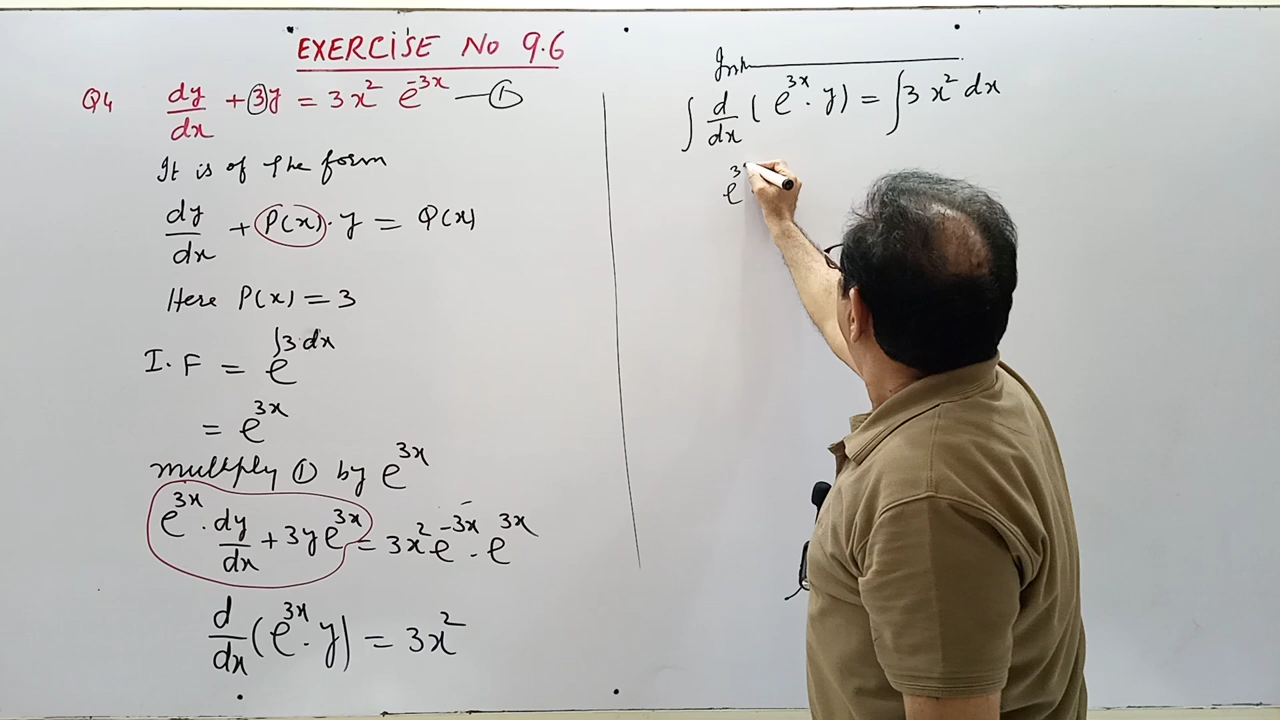 EXERCISE No 9.6
Q4 dy/dx + 3y = 3x² e^-3x — ①
It is of the form
dy/dx + P(x) · y = Q(x)
Here P(x) = 3
I. F = e^∫3·dx
= e^3x
multiply ① by e^3x
e^3x · dy/dx + 3y e^3x = 3x² e^-3x · e^3x
d/dx (e^3x · y) = 3x²
∫ d/dx (e^3x · y) = ∫ 3x² dx